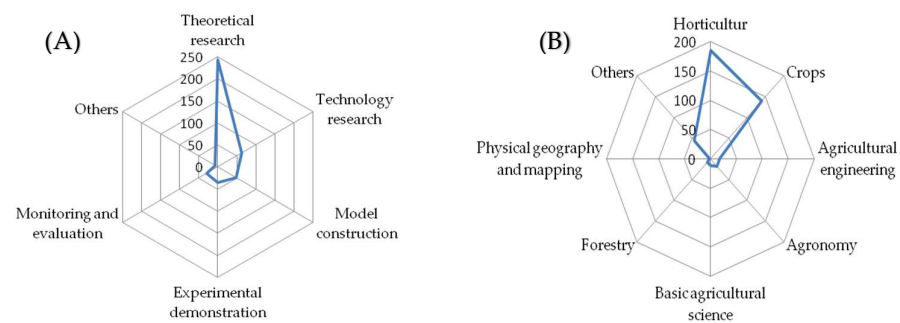 (A)
Theoretical
research
250
200
150
100
50
0
Others
Technology
research
Monitoring and
evaluation
Model
construction
Experimental
demonstration
(B)
Horticultur
200
150
100
50
0
Others
Crops
Physical geography
and mapping
Agricultural
engineering
Forestry
Agronomy
Basic agricultural
science